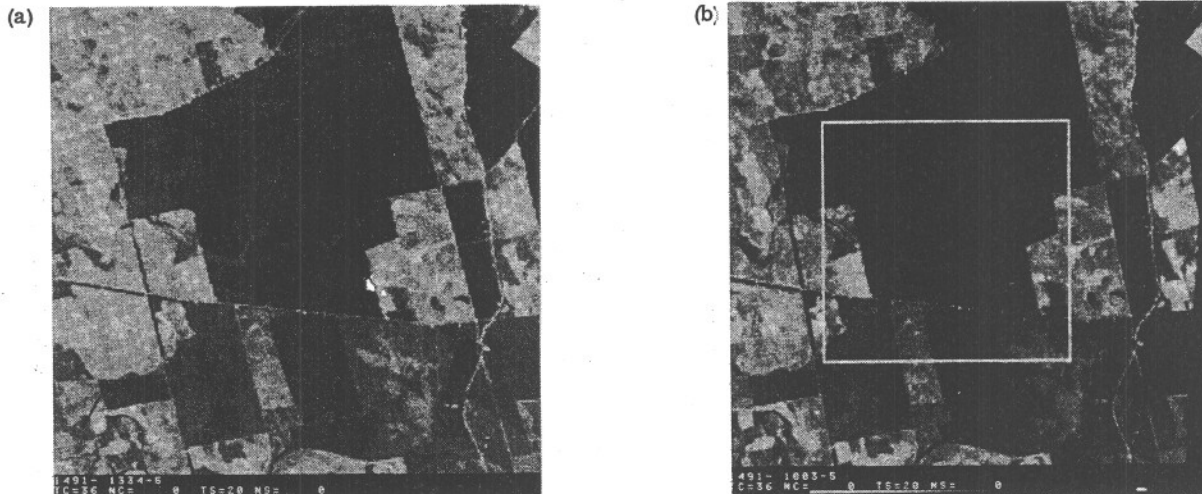 (a)
(b)
1491- 1334-6
TC=36 NC= 0 TS=20 MS= 0
491- 1003-5
C=36 NC= 0 TS=20 MS= 0